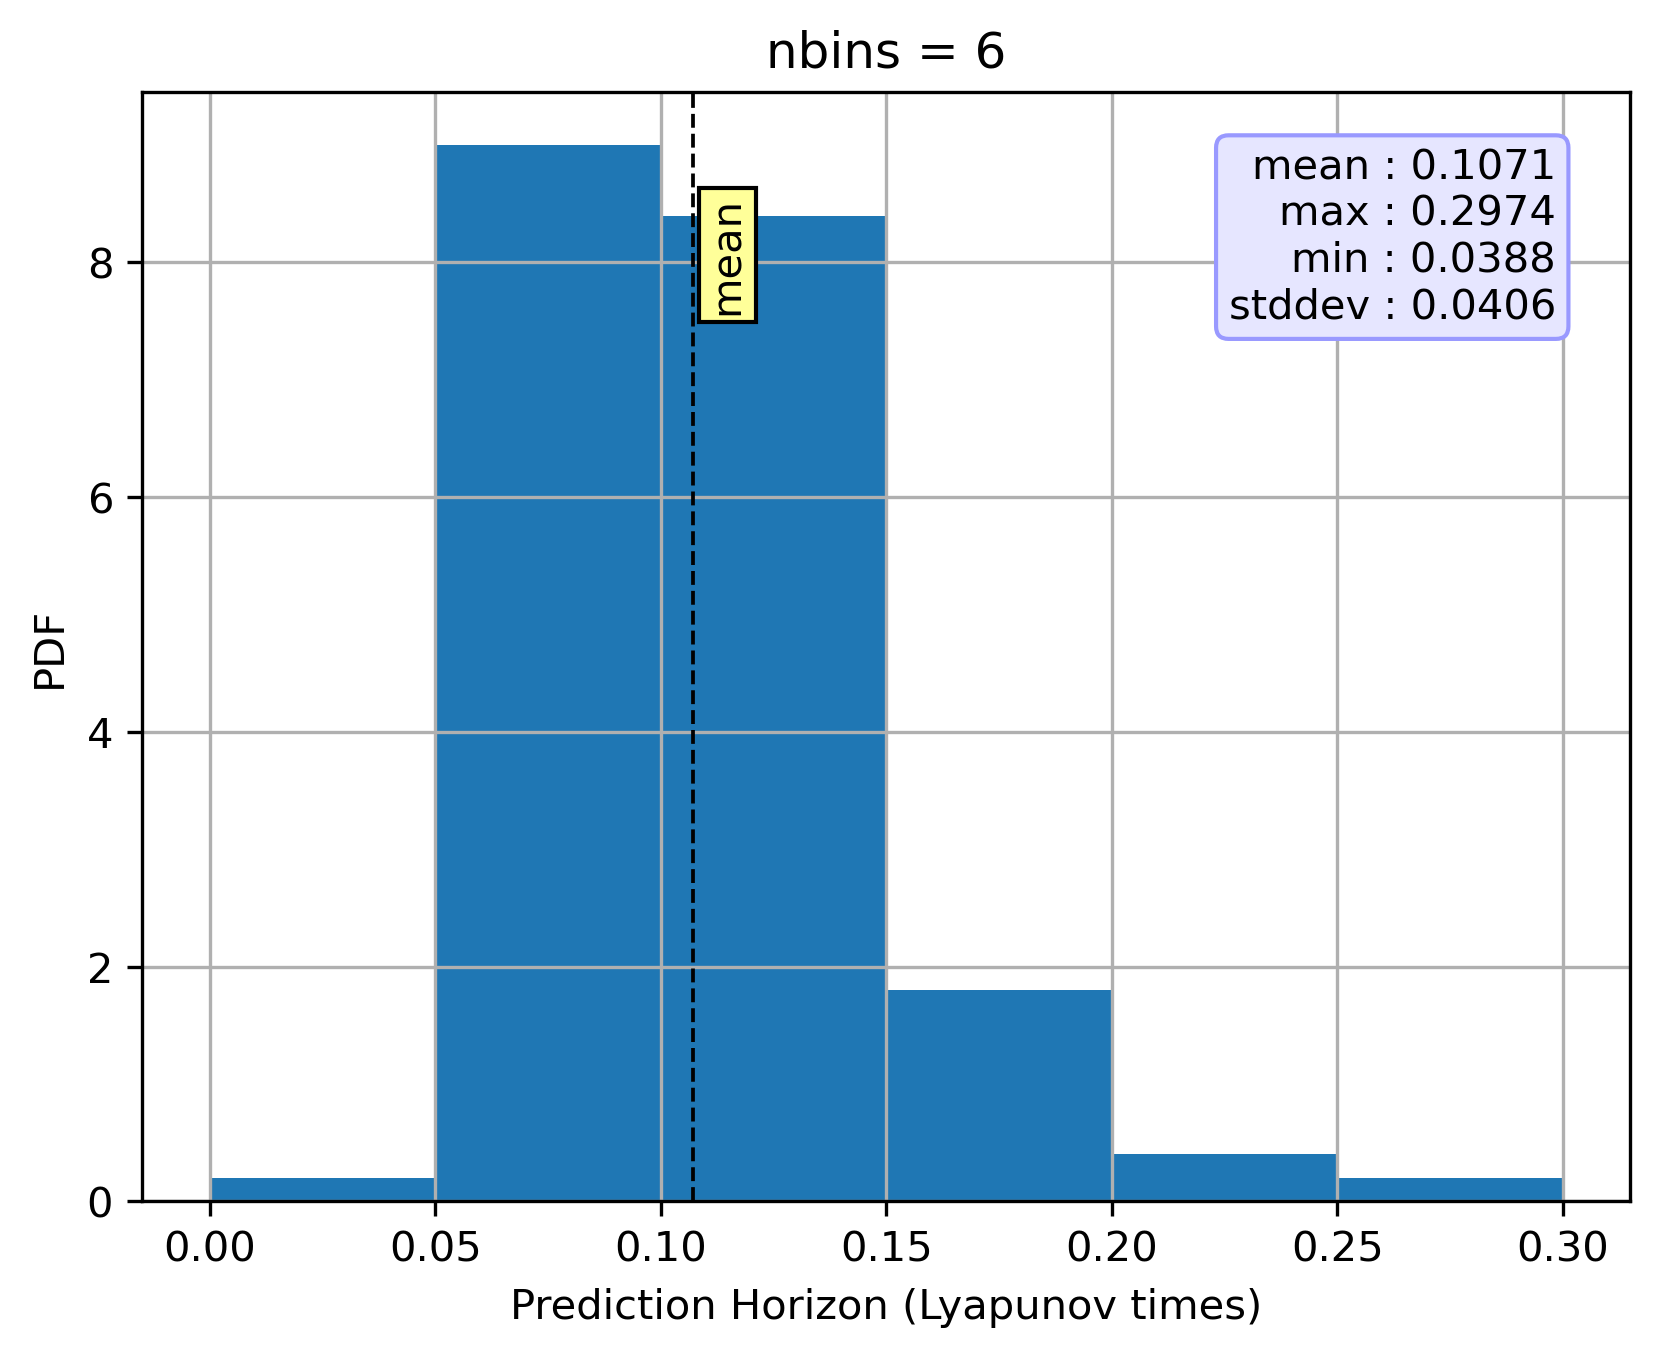 nbins = 6
mean : 0.1071
max : 0.2974
min : 0.0388
stddev : 0.0406
mean
PDF
8
6
4
2
0
0.00 0.05 0.10 0.15 0.20 0.25 0.30
Prediction Horizon (Lyapunov times)